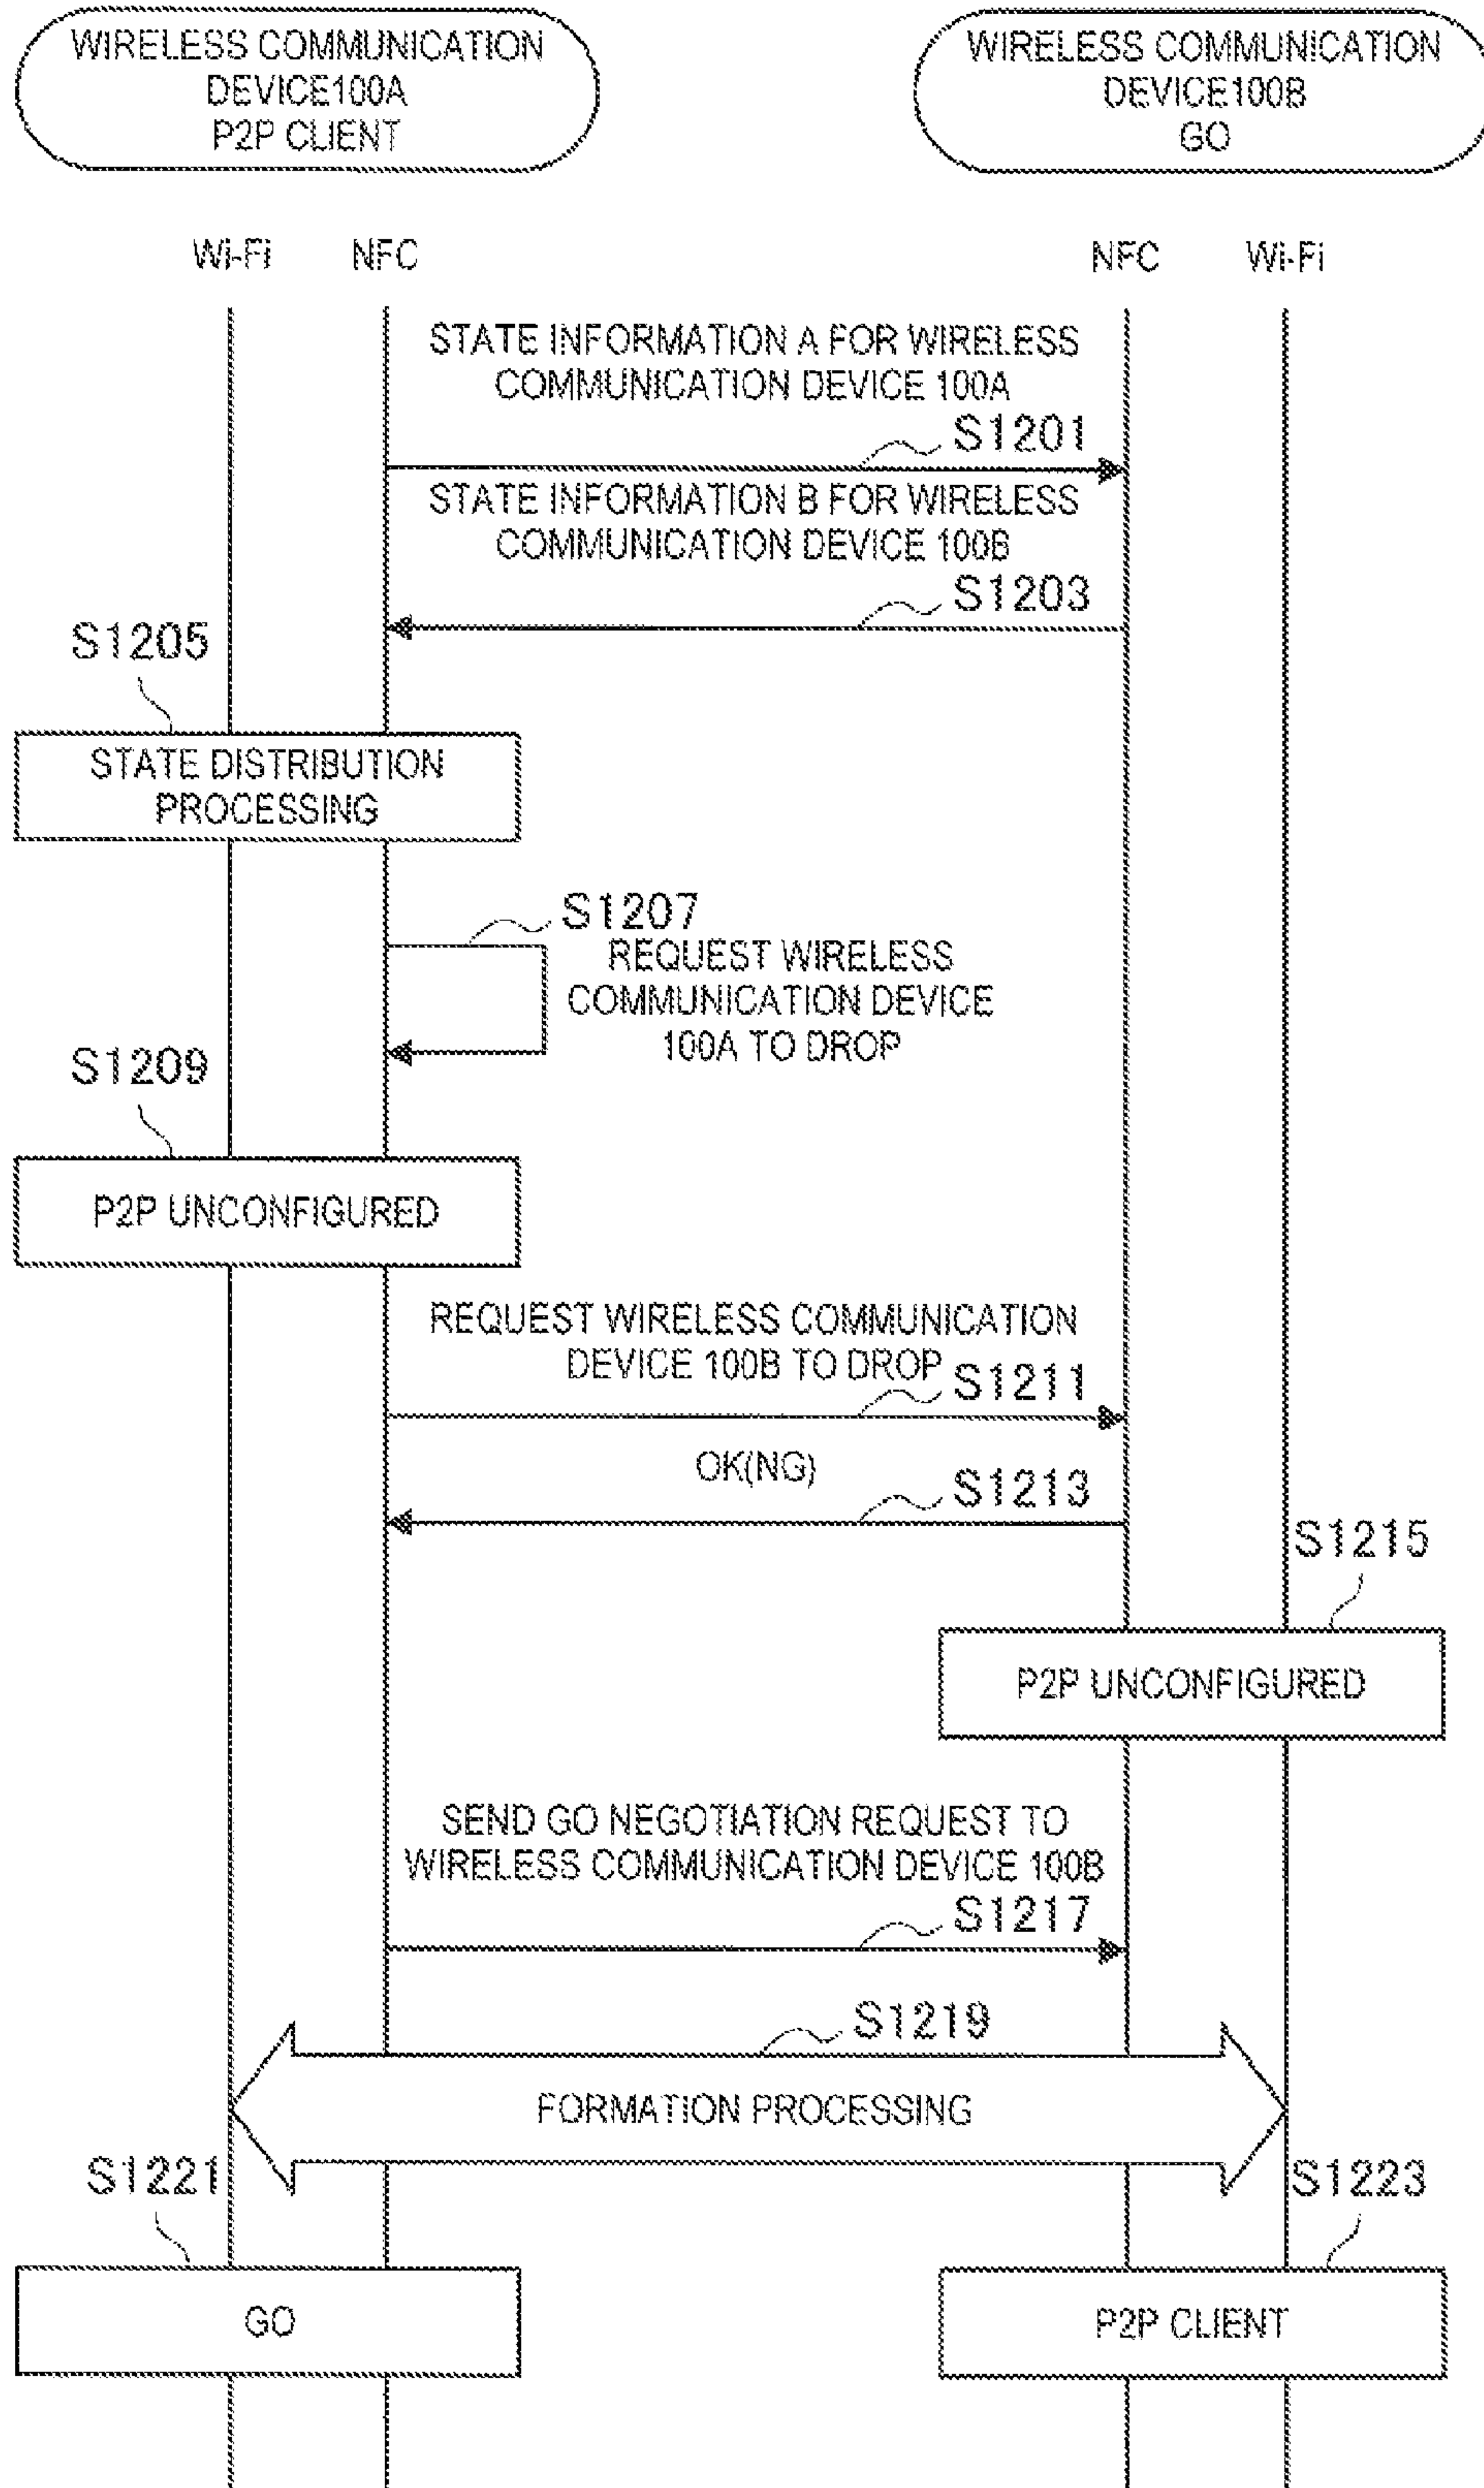 WIRELESS COMMUNICATION
DEVICE100A
P2P CLIENT
WIRELESS COMMUNICATION
DEVICE100B
GO
Wi-Fi
NFC
NFC
Wi-Fi
STATE INFORMATION A FOR WIRELESS
COMMUNICATION DEVICE 100A
S1201
STATE INFORMATION B FOR WIRELESS
COMMUNICATION DEVICE 100B
S1203
S1205
STATE DISTRIBUTION
PROCESSING
S1207
REQUEST WIRELESS
COMMUNICATION DEVICE
100A TO DROP
S1209
P2P UNCONFIGURED
REQUEST WIRELESS COMMUNICATION
DEVICE 100B TO DROP
S1211
OK(NG)
S1213
S1215
P2P UNCONFIGURED
SEND GO NEGOTIATION REQUEST TO
WIRELESS COMMUNICATION DEVICE 100B
S1217
S1219
FORMATION PROCESSING
S1221
S1223
GO
P2P CLIENT